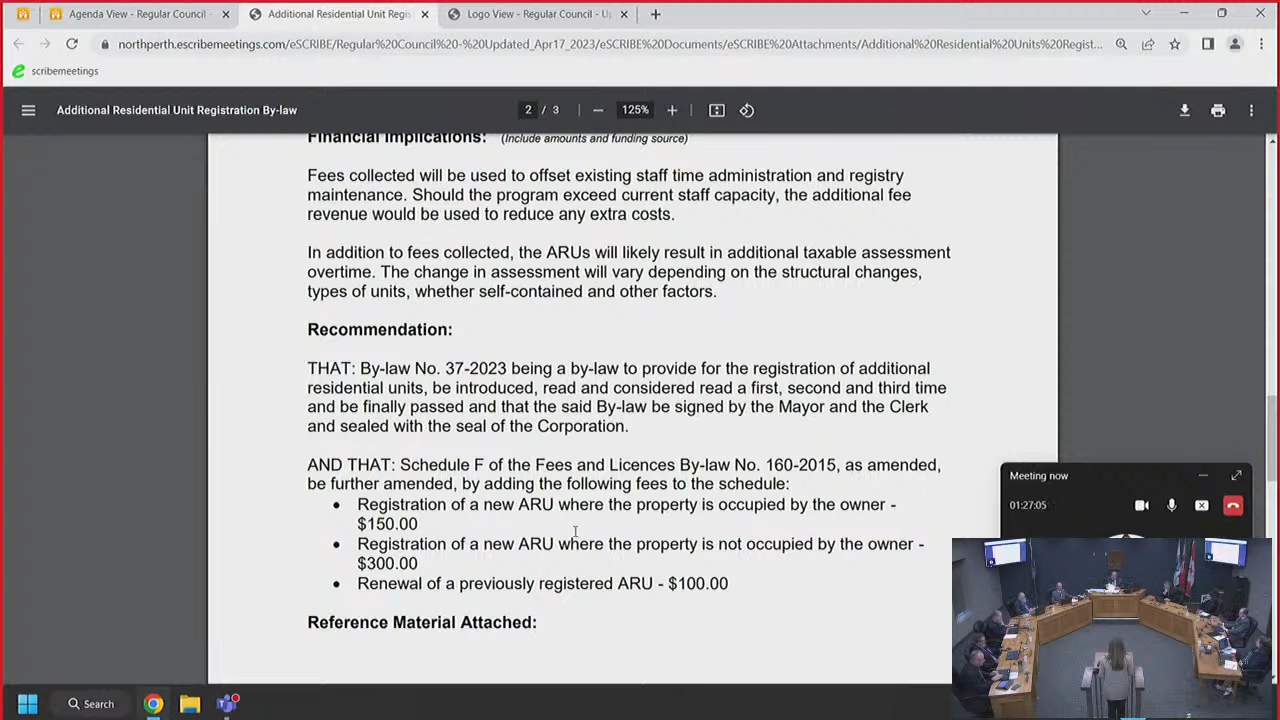 Agenda View - Regular Council -
Additional Residential Unit Regis
Logo View - Regular Council - U
northperth.escribemeetings.com/eSCRIBE/Regular%20Council%20-%20Updated_Apr17_2023/eSCRIBE%20Documents/eSCRIBE%20Attachments/Additional%20Residential%20Units%20Regist...
scribemeetings
Additional Residential Unit Registration By-law
2 / 3
125%
Financial Implications: (Include amounts and funding source)
Fees collected will be used to offset existing staff time administration and registry
maintenance. Should the program exceed current staff capacity, the additional fee
revenue would be used to reduce any extra costs.
In addition to fees collected, the ARUs will likely result in additional taxable assessment
overtime. The change in assessment will vary depending on the structural changes,
types of units, whether self-contained and other factors.
Recommendation:
THAT: By-law No. 37-2023 being a by-law to provide for the registration of additional
residential units, be introduced, read and considered read a first, second and third time
and be finally passed and that the said By-law be signed by the Mayor and the Clerk
and sealed with the seal of the Corporation.
AND THAT: Schedule F of the Fees and Licences By-law No. 160-2015, as amended,
be further amended, by adding the following fees to the schedule:
• Registration of a new ARU where the property is occupied by the owner -
$150.00
• Registration of a new ARU where the property is not occupied by the owner -
$300.00
• Renewal of a previously registered ARU - $100.00
Reference Material Attached:
Meeting now
01:27:05
Search